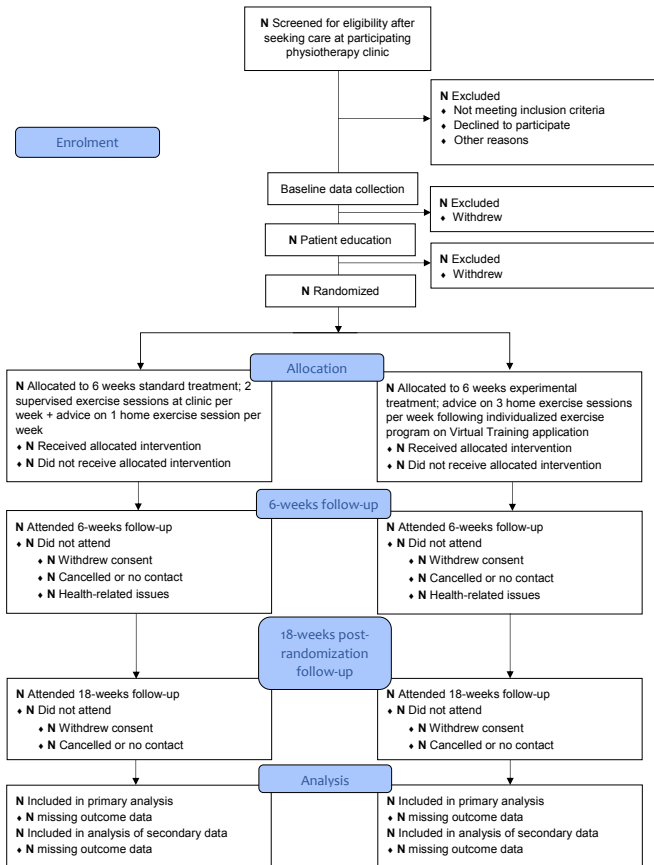 N Screened for eligibility after
seeking care at participating
physiotherapy clinic
N Excluded
♦ Not meeting inclusion criteria
♦ Declined to participate
♦ Other reasons
Enrolment
Baseline data collection
N Excluded
♦ Withdrew
N Patient education
N Excluded
♦ Withdrew
N Randomized
Allocation
N Allocated to 6 weeks standard treatment; 2
supervised exercise sessions at clinic per
week + advice on 1 home exercise session per
week
♦ N Received allocated intervention
♦ N Did not receive allocated intervention
N Allocated to 6 weeks experimental
treatment; advice on 3 home exercise sessions
per week following individualized exercise
program on Virtual Training application
♦ N Received allocated intervention
♦ N Did not receive allocated intervention
6-weeks follow-up
N Attended 6-weeks follow-up
♦ N Did not attend
♦ N Withdrew consent
♦ N Cancelled or no contact
♦ N Health-related issues
N Attended 6-weeks follow-up
♦ N Did not attend
♦ N Withdrew consent
♦ N Cancelled or no contact
♦ N Health-related issues
18-weeks post-
randomization
follow-up
N Attended 18-weeks follow-up
♦ N Did not attend
♦ N Withdrew consent
♦ N Cancelled or no contact
N Attended 18-weeks follow-up
♦ N Did not attend
♦ N Withdrew consent
♦ N Cancelled or no contact
Analysis
N Included in primary analysis
♦ N missing outcome data
N Included in analysis of secondary data
♦ N missing outcome data
N Included in primary analysis
♦ N missing outcome data
N Included in analysis of secondary data
♦ N missing outcome data